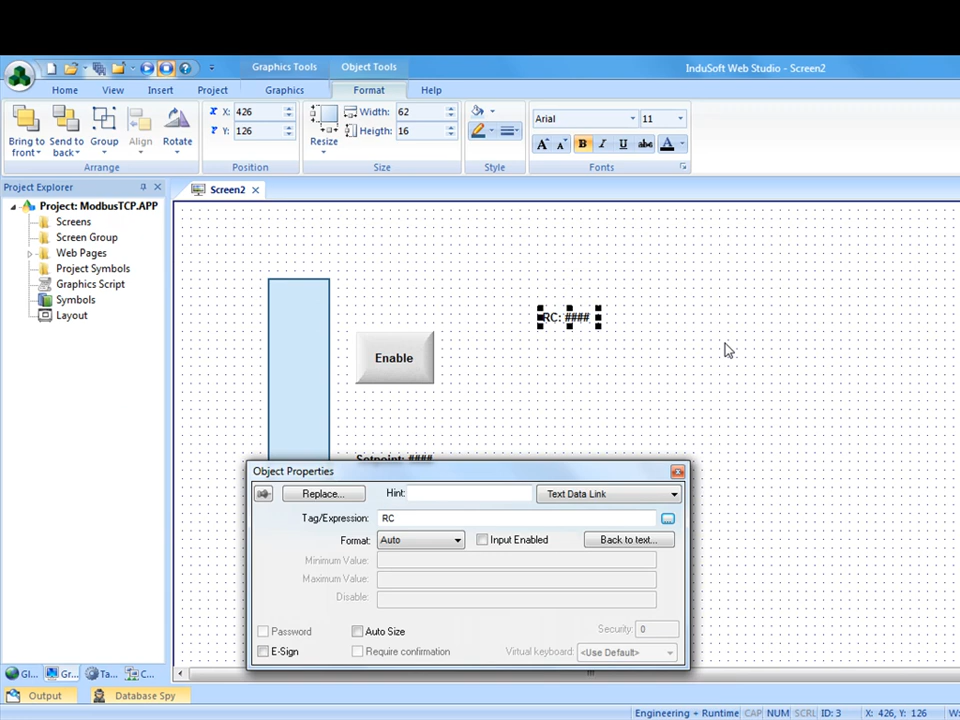 InduSoft Web Studio - Screen2
Graphics Tools
Object Tools
Home
View
Insert
Project
Graphics
Format
Help
Bring to front
Send to back
Group
Align
Rotate
Arrange
X: 426
Y: 126
Position
Resize
Width: 62
Heigth: 16
Size
Style
Arial
11
A A B I U abc A
Fonts
Project Explorer
Project: ModbusTCP.APP
Screens
Screen Group
Web Pages
Project Symbols
Graphics Script
Symbols
Layout
Gl...
Gr...
Ta...
C...
Screen2
RC: ####
Enable
Setpoint: ####
Object Properties
Replace...
Hint:
Text Data Link
Tag/Expression: RC
...
Format: Auto
Input Enabled
Back to text...
Minimum Value:
Maximum Value:
Disable:
Password
Auto Size
Security: 0
E-Sign
Require confirmation
Virtual keyboard: <Use Default>
Output
Database Spy
Engineering + Runtime
CAP
NUM
SCRL
ID: 3
X: 426, Y: 126
W: